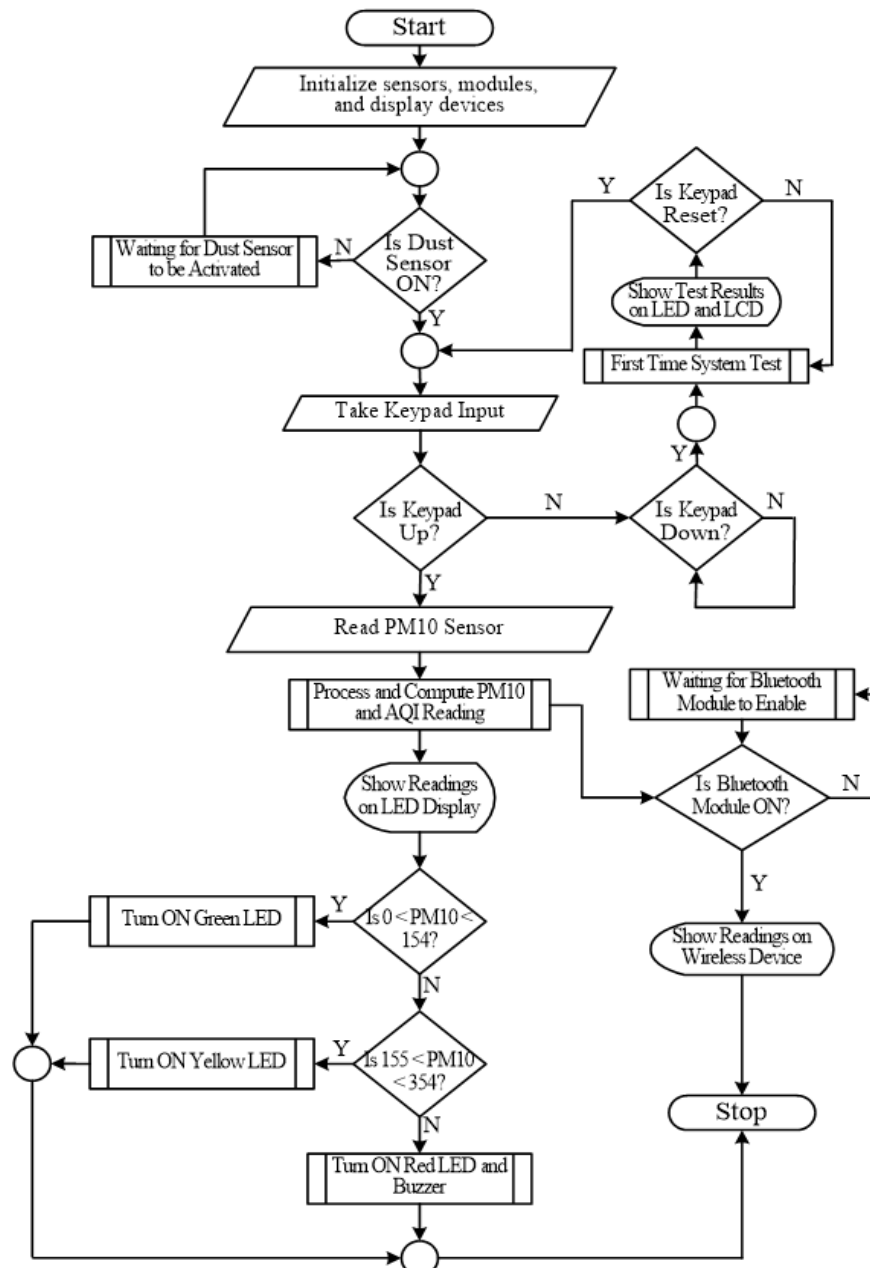 Start
Initialize sensors, modules,
and display devices
Is Dust
Sensor
ON?
N
Waiting for Dust Sensor
to be Activated
Y
Is Keypad
Reset?
Y
N
Show Test Results
on LED and LCD
First Time System Test
Y
Take Keypad Input
Is Keypad
Up?
N
Is Keypad
Down?
N
Y
Read PM10 Sensor
Process and Compute PM10
and AQI Reading
Waiting for Bluetooth
Module to Enable
Show Readings
on LED Display
Is Bluetooth
Module ON?
N
Y
Is 0 < PM10 <
154?
Y
Turn ON Green LED
N
Show Readings on
Wireless Device
Is 155 < PM10
< 354?
Y
Turn ON Yellow LED
N
Stop
Turn ON Red LED and
Buzzer